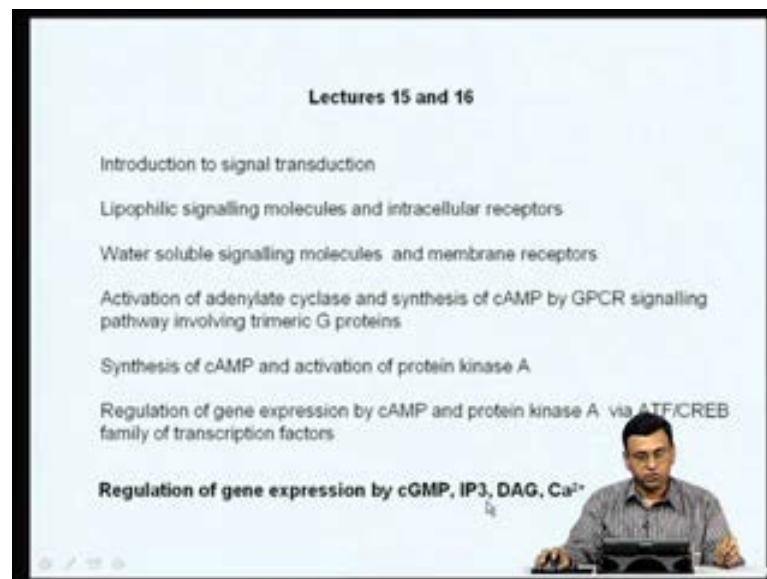 Lectures 15 and 16
Introduction to signal transduction
Lipophilic signalling molecules and intracellular receptors
Water soluble signalling molecules and membrane receptors
Activation of adenylate cyclase and synthesis of cAMP by GPCR signalling
pathway involving trimeric G proteins
Synthesis of cAMP and activation of protein kinase A
Regulation of gene expression by cAMP and protein kinase A via ATF/CREB
family of transcription factors
Regulation of gene expression by cGMP, IP3, DAG, Ca²⁺